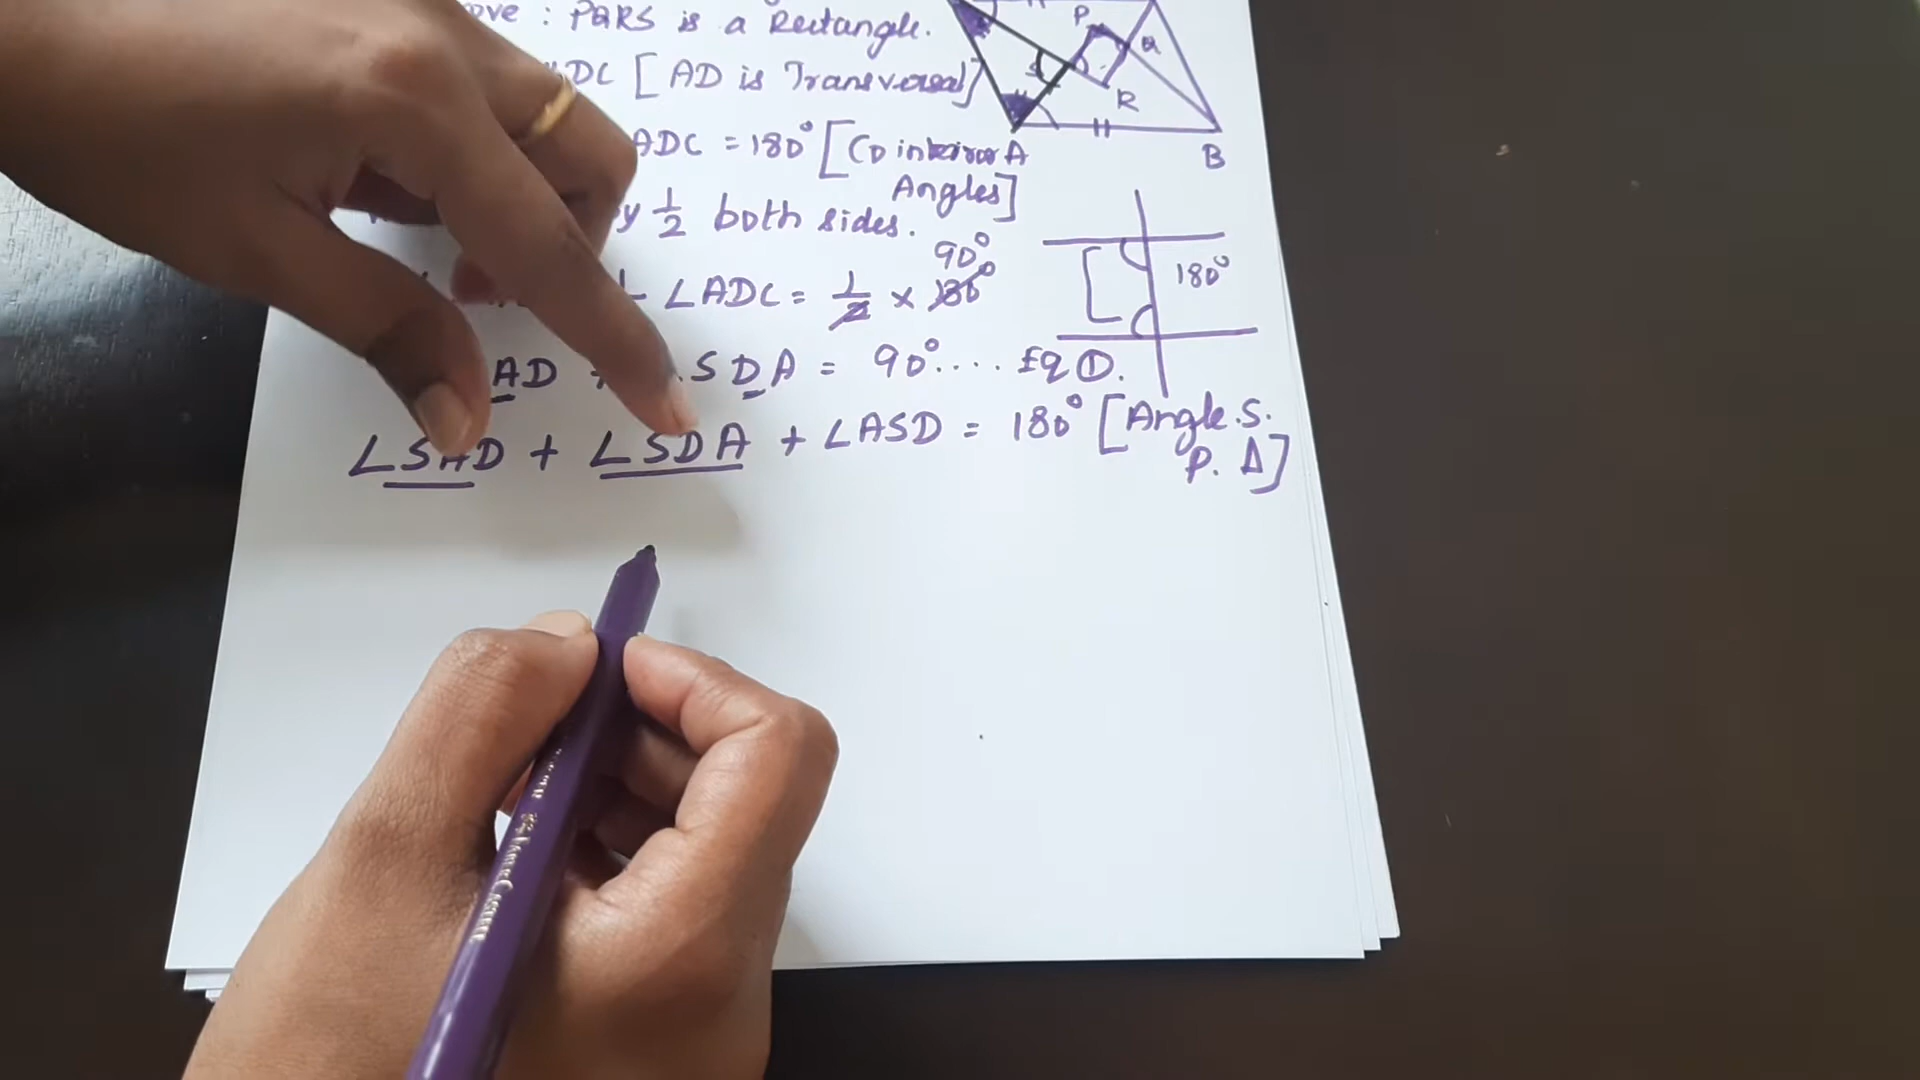 ove : PQRS is a Rectangle.
DC [AD is Transversal]
ADC = 180° [Co interior
Angles]
y 1/2 both sides.
90°
∠ADC = 1/2 × 180°
AD + SDA = 90° .... Eq ①.
∠SAD + ∠SDA + ∠ASD = 180° [Angle.S.
P. Δ]
P
Q
S
R
A
B
180°